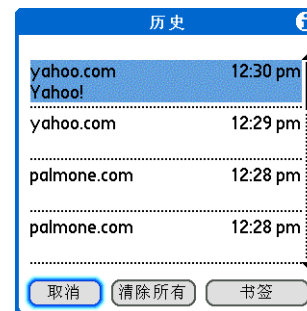 历史
yahoo.com 12:30 pm
Yahoo!
yahoo.com 12:29 pm
palmone.com 12:28 pm
palmone.com 12:28 pm
取消 清除所有 书签